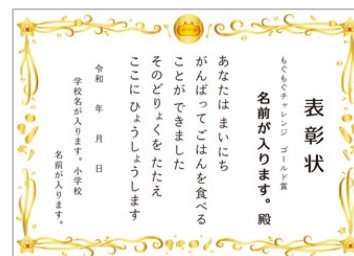 表彰状
もぐもぐチャレンジ ゴールド賞
名前が入ります。殿
あなたは まいにち
がんばって ごはんを食べる
ことが できました
そのどりょくを たたえ
ここに ひょうしょうします
令和 年 月 日
学校名が入ります。小学校
名前が入ります。